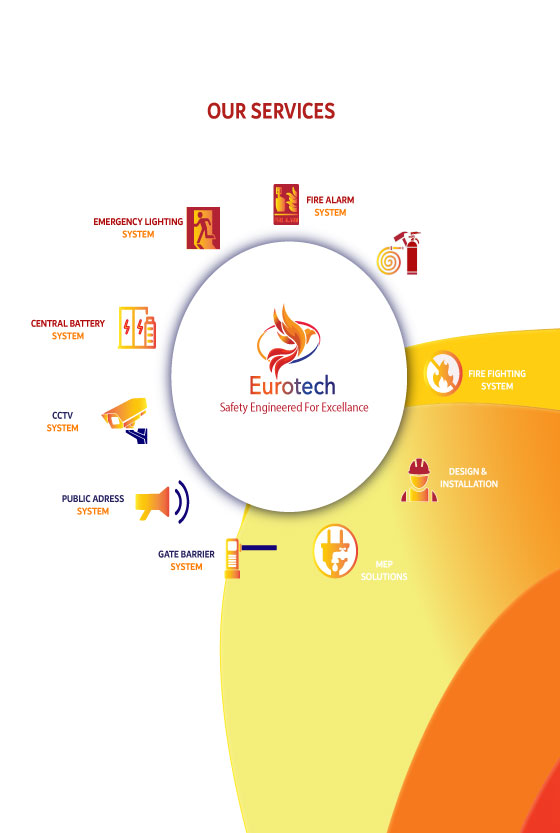 OUR SERVICES
FIRE ALARM
SYSTEM
EMERGENCY LIGHTING
SYSTEM
CENTRAL BATTERY
SYSTEM
FIRE FIGHTING
SYSTEM
Eurotech
Safety Engineered For Excellance
CCTV
SYSTEM
DESIGN &
INSTALLATION
PUBLIC ADRESS
SYSTEM
GATE BARRIER
SYSTEM
MEP
SOLUTIONS